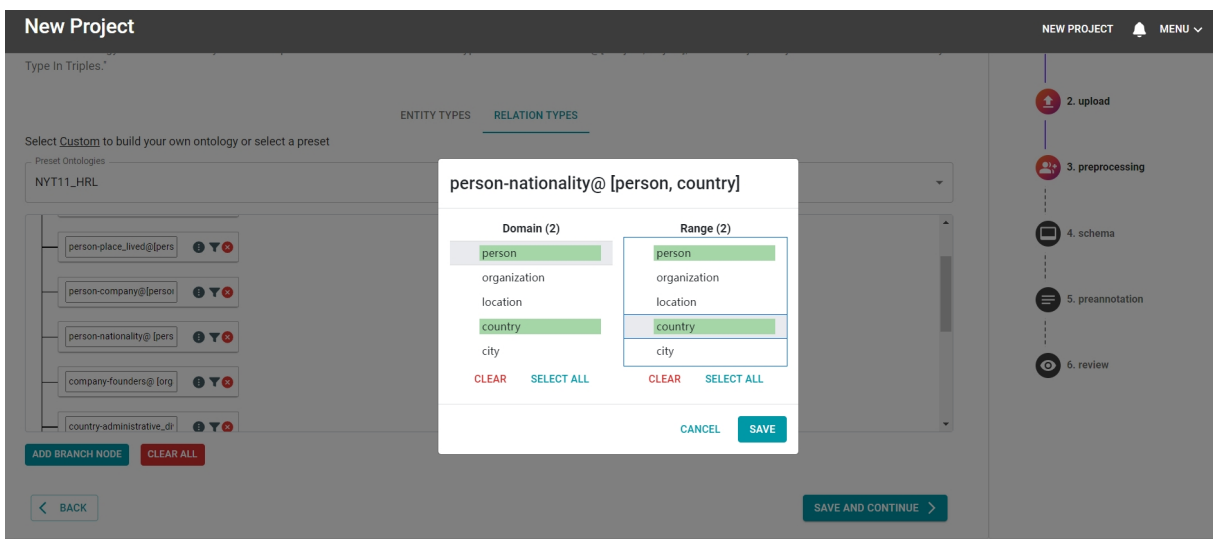 New Project
NEW PROJECT
MENU
Type In Triples."
ENTITY TYPES
RELATION TYPES
Select Custom to build your own ontology or select a preset
Preset Ontologies
NYT11_HRL
person-place_lived@[pers
person-company@[person
person-nationality@ [pers
company-founders@ [org
country-administrative_di
ADD BRANCH NODE
CLEAR ALL
BACK
SAVE AND CONTINUE
person-nationality@ [person, country]
Domain (2)
Range (2)
person
person
organization
organization
location
location
country
country
city
city
CLEAR
SELECT ALL
CLEAR
SELECT ALL
CANCEL
SAVE
2. upload
3. preprocessing
4. schema
5. preannotation
6. review